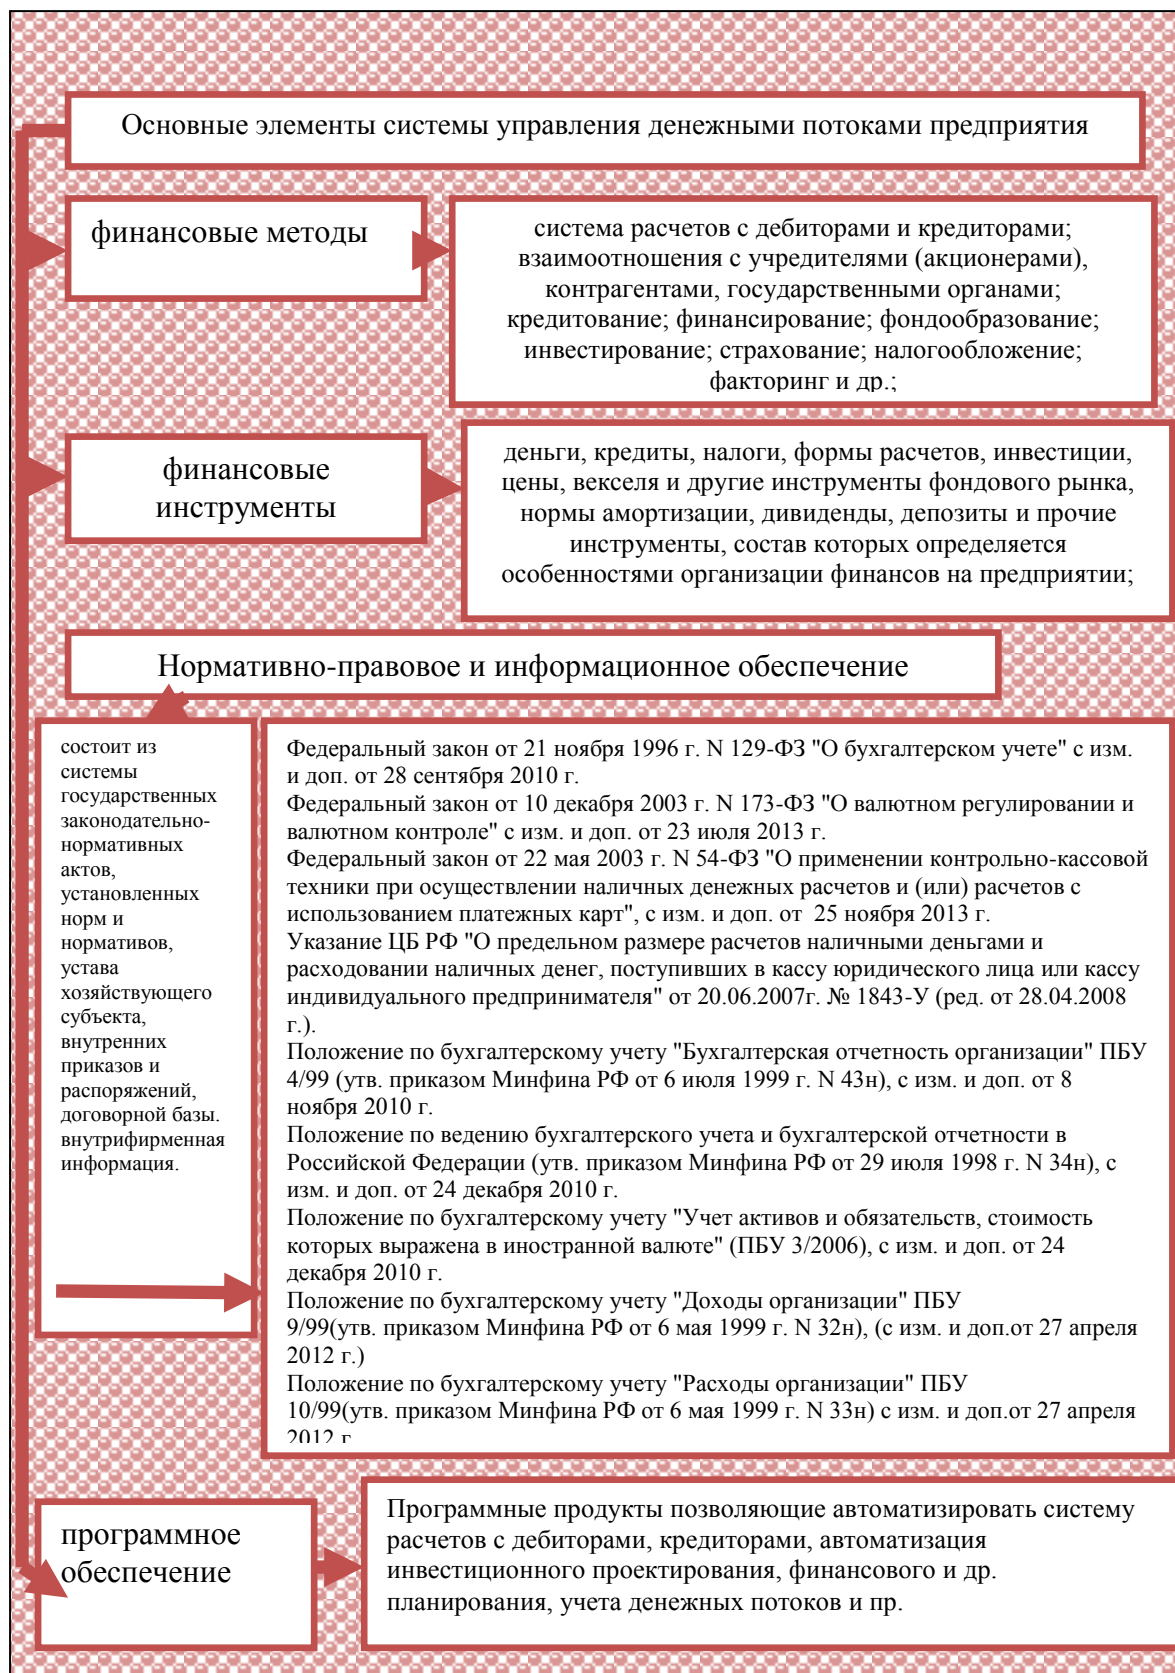 Основные элементы системы управления денежными потоками предприятия
финансовые методы
система расчетов с дебиторами и кредиторами;
взаимоотношения с учредителями (акционерами),
контрагентами, государственными органами;
кредитование; финансирование; фондообразование;
инвестирование; страхование; налогообложение;
факторинг и др.;
финансовые
инструменты
деньги, кредиты, налоги, формы расчетов, инвестиции,
цены, векселя и другие инструменты фондового рынка,
нормы амортизации, дивиденды, депозиты и прочие
инструменты, состав которых определяется
особенностями организации финансов на предприятии;
Нормативно-правовое и информационное обеспечение
состоит из
системы
государственных
законодательно-
нормативных
актов,
установленных
норм и
нормативов,
устава
хозяйствующего
субъекта,
внутренних
приказов и
распоряжений,
договорной базы.
внутрифирменная
информация.
Федеральный закон от 21 ноября 1996 г. N 129-ФЗ "О бухгалтерском учете" с изм.
и доп. от 28 сентября 2010 г.
Федеральный закон от 10 декабря 2003 г. N 173-ФЗ "О валютном регулировании и
валютном контроле" с изм. и доп. от 23 июля 2013 г.
Федеральный закон от 22 мая 2003 г. N 54-ФЗ "О применении контрольно-кассовой
техники при осуществлении наличных денежных расчетов и (или) расчетов с
использованием платежных карт", с изм. и доп. от 25 ноября 2013 г.
Указание ЦБ РФ "О предельном размере расчетов наличными деньгами и
расходовании наличных денег, поступивших в кассу юридического лица или кассу
индивидуального предпринимателя" от 20.06.2007г. № 1843-У (ред. от 28.04.2008
г.).
Положение по бухгалтерскому учету "Бухгалтерская отчетность организации" ПБУ
4/99 (утв. приказом Минфина РФ от 6 июля 1999 г. N 43н), с изм. и доп. от 8
ноября 2010 г.
Положение по ведению бухгалтерского учета и бухгалтерской отчетности в
Российской Федерации (утв. приказом Минфина РФ от 29 июля 1998 г. N 34н), с
изм. и доп. от 24 декабря 2010 г.
Положение по бухгалтерскому учету "Учет активов и обязательств, стоимость
которых выражена в иностранной валюте" (ПБУ 3/2006), с изм. и доп. от 24
декабря 2010 г.
Положение по бухгалтерскому учету "Доходы организации" ПБУ
9/99(утв. приказом Минфина РФ от 6 мая 1999 г. N 32н), (с изм. и доп.от 27 апреля
2012 г.)
Положение по бухгалтерскому учету "Расходы организации" ПБУ
10/99(утв. приказом Минфина РФ от 6 мая 1999 г. N 33н) с изм. и доп.от 27 апреля
2012 г
программное
обеспечение
Программные продукты позволяющие автоматизировать систему
расчетов с дебиторами, кредиторами, автоматизация
инвестиционного проектирования, финансового и др.
планирования, учета денежных потоков и пр.